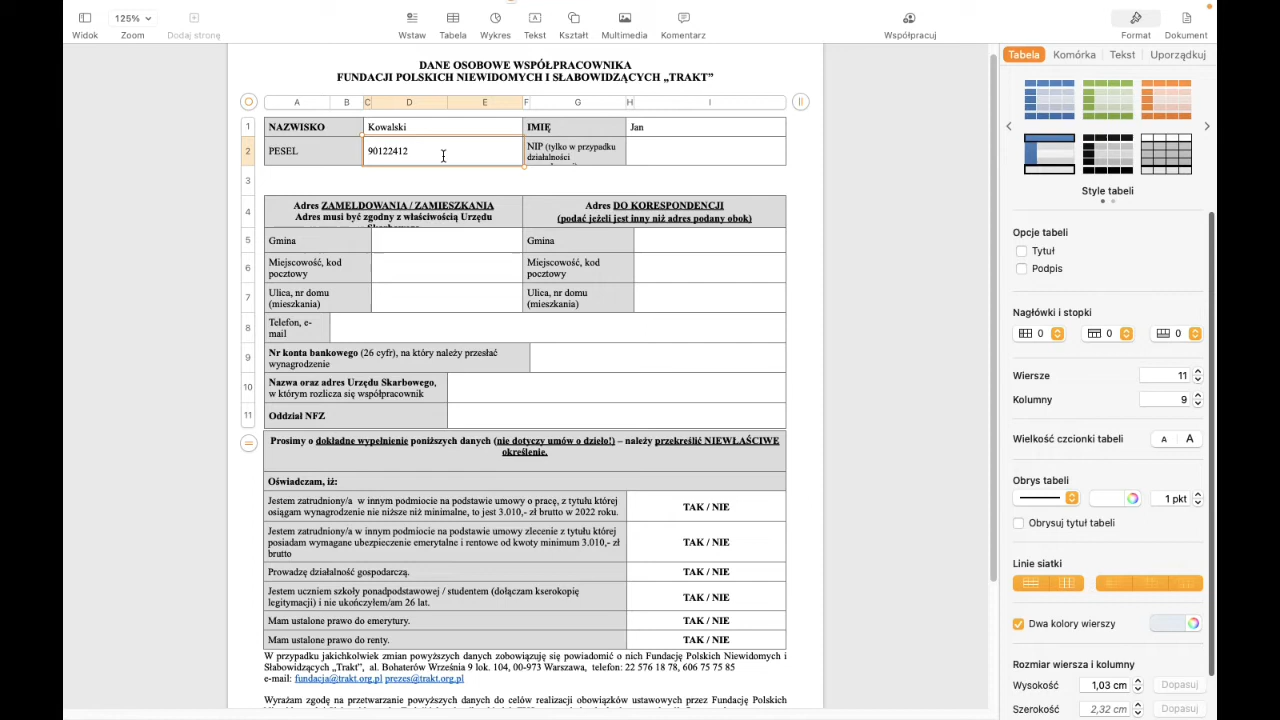 125%
Widok
Zoom
Dodaj stronę
Wstaw
Tabela
Wykres
Tekst
Kształt
Multimedia
Komentarz
Współpracuj
Format
Dokument
Tabela
Komórka
Tekst
Uporządkuj
DANE OSOBOWE WSPÓŁPRACOWNIKA
FUNDACJI POLSKICH NIEWIDOMYCH I SŁABOWIDZĄCYCH „TRAKT”
A B C D E F G H I
1 NAZWISKO Kowalski IMIĘ Jan
2 PESEL 90122412 NIP (tylko w przypadku
działalności
3
4 Adres ZAMELDOWANIA / ZAMIESZKANIA
Adres musi być zgodny z właściwością Urzędu
Skarbowego
Adres DO KORESPONDENCJI
(podać jeżeli jest inny niż adres podany obok)
5 Gmina Gmina
6 Miejscowość, kod
pocztowy
Miejscowość, kod
pocztowy
7 Ulica, nr domu
(mieszkania)
Ulica, nr domu
(mieszkania)
8 Telefon, e-
mail
9 Nr konta bankowego (26 cyfr), na który należy przesłać
wynagrodzenie
10 Nazwa oraz adres Urzędu Skarbowego,
w którym rozlicza się współpracownik
11 Oddział NFZ
Prosimy o dokładne wypełnienie poniższych danych (nie dotyczy umów o dzieło!) – należy przekreślić NIEWŁAŚCIWE
określenie.
Oświadczam, iż:
Jestem zatrudniony/a w innym podmiocie na podstawie umowy o pracę, z tytułu której
osiągam wynagrodzenie nie niższe niż minimalne, to jest 3.010,- zł brutto w 2022 roku.
TAK / NIE
Jestem zatrudniony/a w innym podmiocie na podstawie umowy zlecenie z tytułu której
posiadam wymagane ubezpieczenie emerytalne i rentowe od kwoty minimum 3.010,- zł
brutto
TAK / NIE
Prowadzę działalność gospodarczą. TAK / NIE
Jestem uczniem szkoły ponadpodstawowej / studentem (dołączam kserokopię
legitymacji) i nie ukończyłem/am 26 lat.
TAK / NIE
Mam ustalone prawo do emerytury. TAK / NIE
Mam ustalone prawo do renty. TAK / NIE
W przypadku jakichkolwiek zmian powyższych danych zobowiązuję się powiadomić o nich Fundację Polskich Niewidomych i
Słabowidzących „Trakt”, al. Bohaterów Września 9 lok. 104, 00-973 Warszawa, telefon: 22 576 18 78, 606 75 75 85
e-mail: fundacja@trakt.org.pl prezes@trakt.org.pl
Wyrażam zgodę na przetwarzanie powyższych danych do celów realizacji obowiązków ustawowych przez Fundację Polskich
Style tabeli
Opcje tabeli
Tytuł
Podpis
Nagłówki i stopki
0 0 0
Wiersze 11
Kolumny 9
Wielkość czcionki tabeli A A
Obrys tabeli
1 pkt
Obrysuj tytuł tabeli
Linie siatki
Dwa kolory wierszy
Rozmiar wiersza i kolumny
Wysokość 1,03 cm Dopasuj
Szerokość 2,32 cm Dopasuj